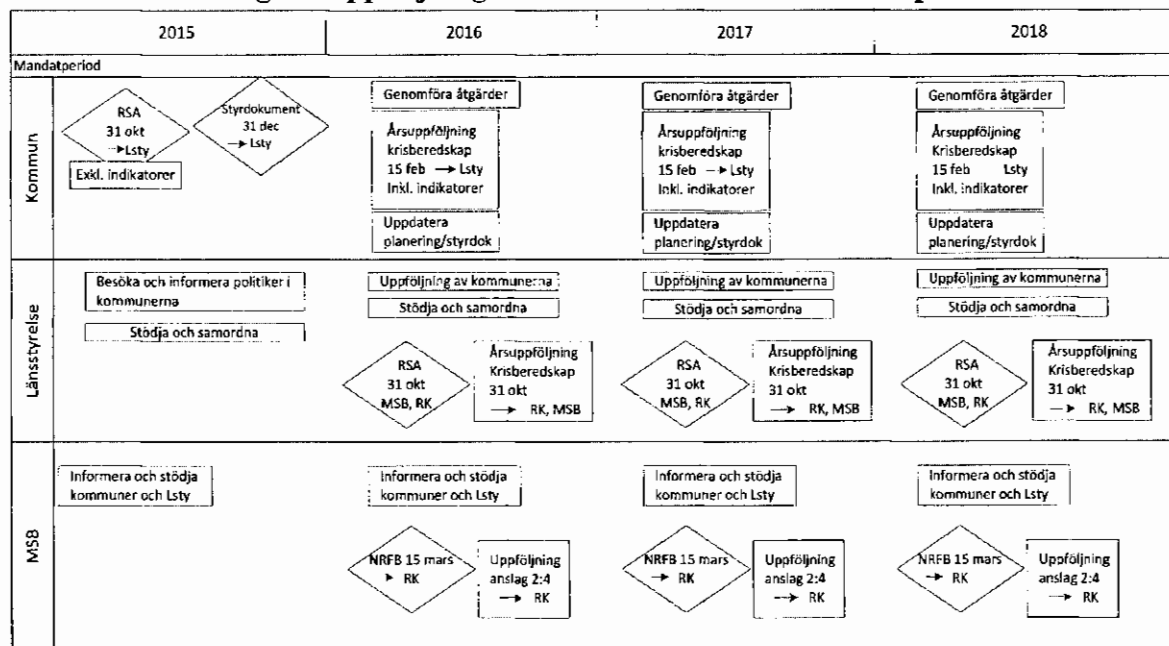 2015 2016 2017 2018
Mandatperiod
Kommun
RSA
31 okt
→Lsty
Exkl. indikatorer
Styrdokument
31 dec
→ Lsty
Genomföra åtgärder
Årsuppföljning
krisberedskap
15 feb → Lsty
Inkl. indikatorer
Uppdatera
planering/styrdok
Genomföra åtgärder
Årsuppföljning
krisberedskap
15 feb → Lsty
Inkl. indikatorer
Uppdatera
planering/styrdok
Genomföra åtgärder
Årsuppföljning
Krisberedskap
15 feb Lsty
Inkl. indikatorer
Uppdatera
planering/styrdok
Länsstyrelse
Besöka och informera politiker i
kommunerna
Stödja och samordna
Uppföljning av kommunerna
Stödja och samordna
RSA
31 okt
MSB, RK
Årsuppföljning
Krisberedskap
31 okt
→ RK, MSB
Uppföljning av kommunerna
Stödja och samordna
RSA
31 okt
MSB, RK
Årsuppföljning
Krisberedskap
31 okt
→ RK, MSB
Uppföljning av kommunerna
Stödja och samordna
RSA
31 okt
MSB, RK
Årsuppföljning
Krisberedskap
31 okt
→ RK, MSB
MSB
Informera och stödja
kommuner och Lsty
Informera och stödja
kommuner och Lsty
NRFB 15 mars
▸ RK
Uppföljning
anslag 2:4
→ RK
Informera och stödja
kommuner och Lsty
NRFB 15 mars
→ RK
Uppföljning
anslag 2:4
→ RK
Informera och stödja
kommuner och Lsty
NRFB 15 mars
→ RK
Uppföljning
anslag 2:4
→ RK